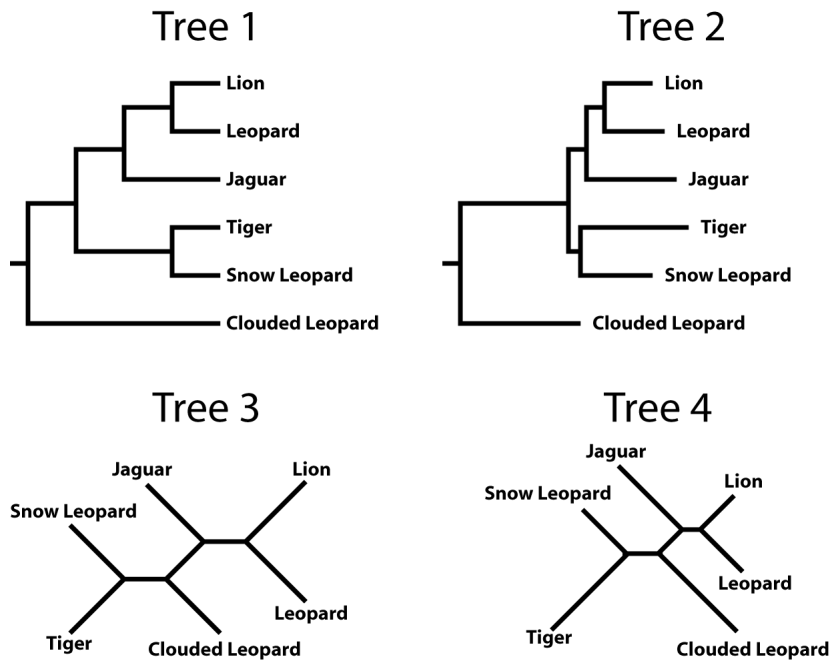 Tree 1
Lion
Leopard
Jaguar
Tiger
Snow Leopard
Clouded Leopard
Tree 2
Lion
Leopard
Jaguar
Tiger
Snow Leopard
Clouded Leopard
Tree 3
Jaguar
Lion
Snow Leopard
Leopard
Tiger
Clouded Leopard
Tree 4
Jaguar
Lion
Snow Leopard
Leopard
Tiger
Clouded Leopard